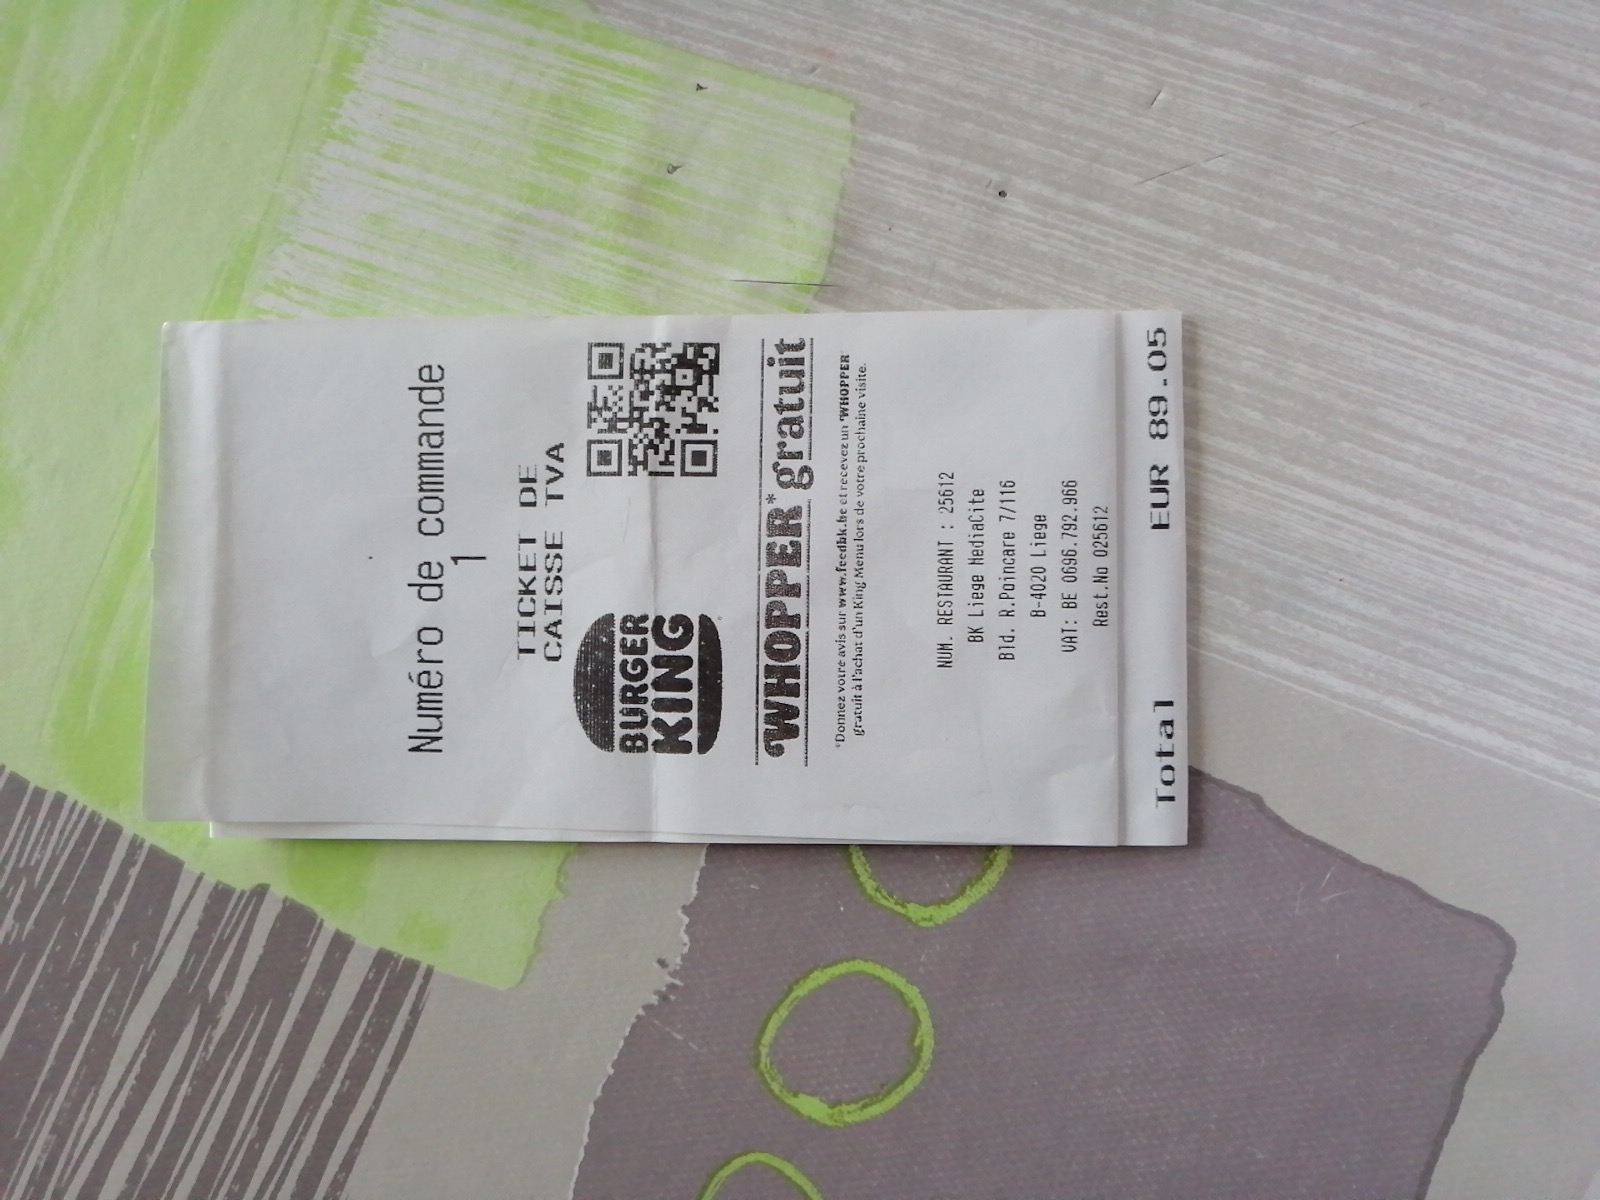 Numéro de commande
1
TICKET DE
CAISSE TVA
BURGER
KING
WHOPPER* gratuit
*Donnez votre avis sur www.feedbk.be et recevez un WHOPPER
gratuit à l'achat d'un King Menu lors de votre prochaine visite.
NUM. RESTAURANT : 25612
BK Liege MediaCite
Bld. R.Poincare 7/116
B-4020 Liege
VAT: BE 0696.792.966
Rest.No 025612
Total EUR 89.05